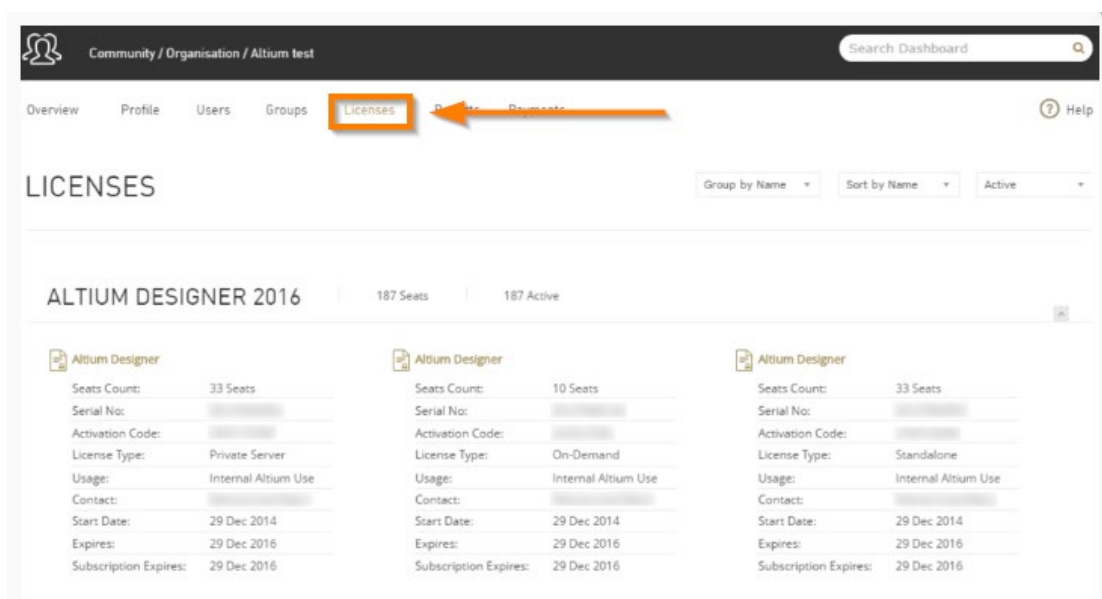 Community / Organisation / Altium test
Search Dashboard
Overview Profile Users Groups Licenses Payments
? Help
LICENSES
Group by Name Sort by Name Active
ALTIUM DESIGNER 2016 187 Seats 187 Active
Altium Designer Altium Designer Altium Designer
Seats Count: 33 Seats Seats Count: 10 Seats Seats Count: 33 Seats
Serial No: Serial No: Serial No:
Activation Code: Activation Code: Activation Code:
License Type: Private Server License Type: On-Demand License Type: Standalone
Usage: Internal Altium Use Usage: Internal Altium Use Usage: Internal Altium Use
Contact: Contact: Contact:
Start Date: 29 Dec 2014 Start Date: 29 Dec 2014 Start Date: 29 Dec 2014
Expires: 29 Dec 2016 Expires: 29 Dec 2016 Expires: 29 Dec 2016
Subscription Expires: 29 Dec 2016 Subscription Expires: 29 Dec 2016 Subscription Expires: 29 Dec 2016